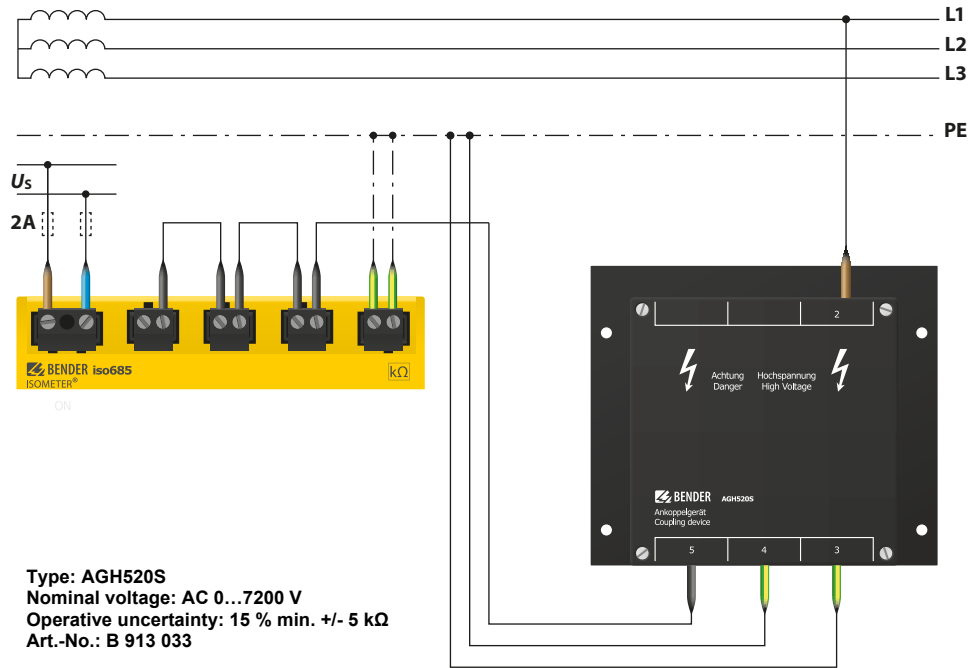 L1
L2
L3
PE
Us
2A
BENDER iso685
ISOMETER®
kΩ
ON
2
Achtung Hochspannung
Danger High Voltage
BENDER AGH520S
Ankoppelgerät
Coupling device
5 4 3
Type: AGH520S
Nominal voltage: AC 0…7200 V
Operative uncertainty: 15 % min. +/- 5 kΩ
Art.-No.: B 913 033